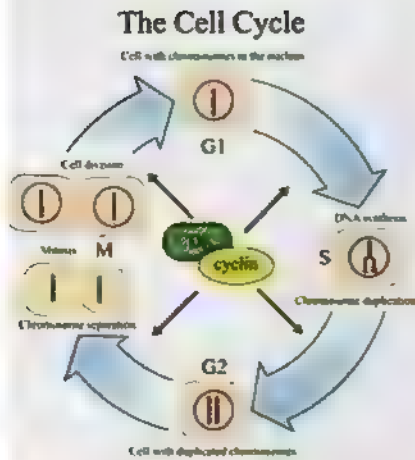 The Cell Cycle
Cell with chromosomes in the nucleus
G1
Cell division
DNA synthesis
Mitosis M
S
cyclin
Chromosome duplication
Chromosome separation
G2
Cell with duplicated chromosomes